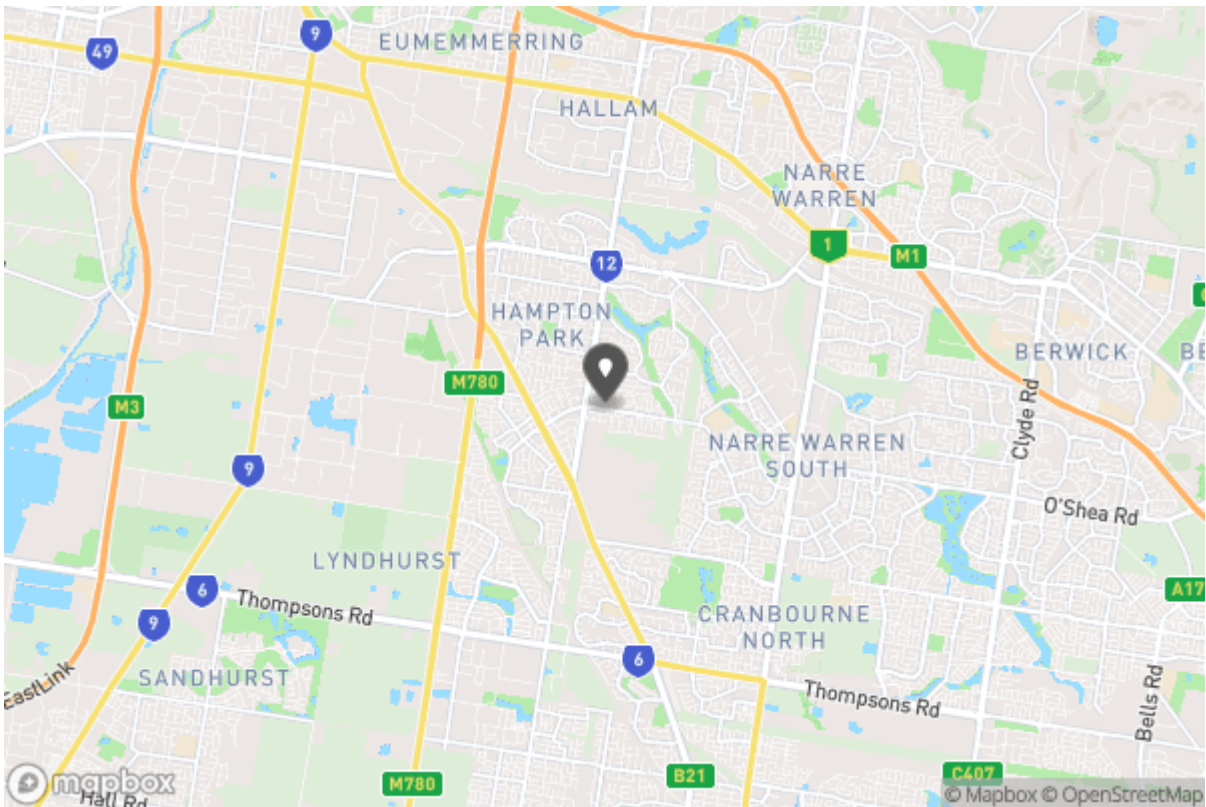 9
EUMEMMERRING
49
HALLAM
NARRE
WARREN
1
M1
12
HAMPTON
PARK
BERWICK
M780
M3
Clyde Rd
NARRE WARREN
SOUTH
9
O'Shea Rd
LYNDHURST
6
A17
Thompsons Rd
9
CRANBOURNE
NORTH
6
SANDHURST
EastLink
Thompsons Rd
Bells Rd
M780
B21
C407
mapbox
Hall Rd
© Mapbox © OpenStreetMap